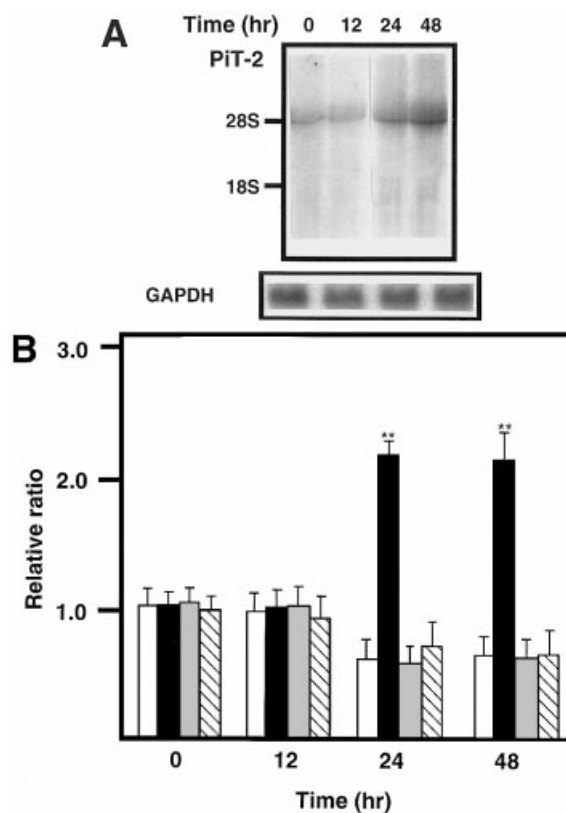 A
Time (hr) 0 12 24 48
PiT-2
28S
18S
GAPDH
B
3.0
2.0
1.0
Relative ratio
** **
0 12 24 48
Time (hr)